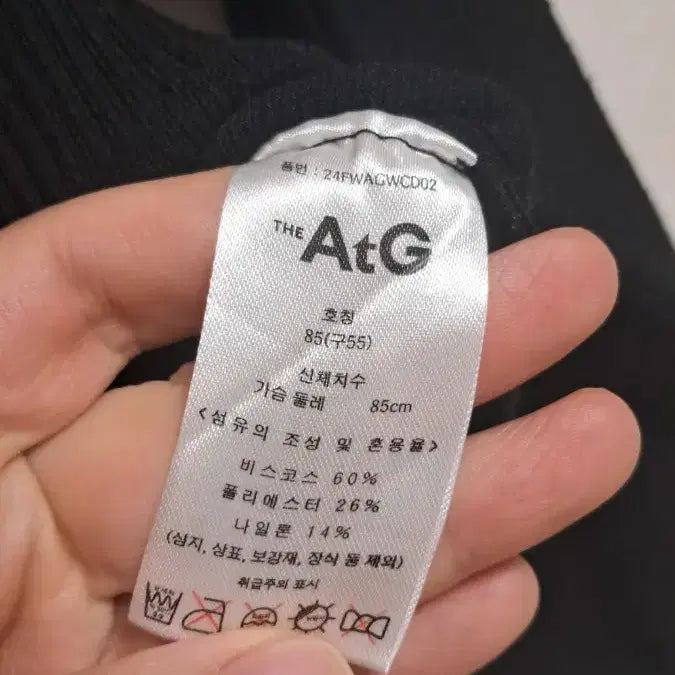 품번 : 24FWAGWCD02
THE AtG
호칭
85(구55)
신체치수
가슴 둘레 85cm
<섬유의 조성 및 혼용율>
비스코스 60%
폴리에스터 26%
나일론 14%
(심지, 상표, 보강재, 장식 등 제외)
취급주의 표시